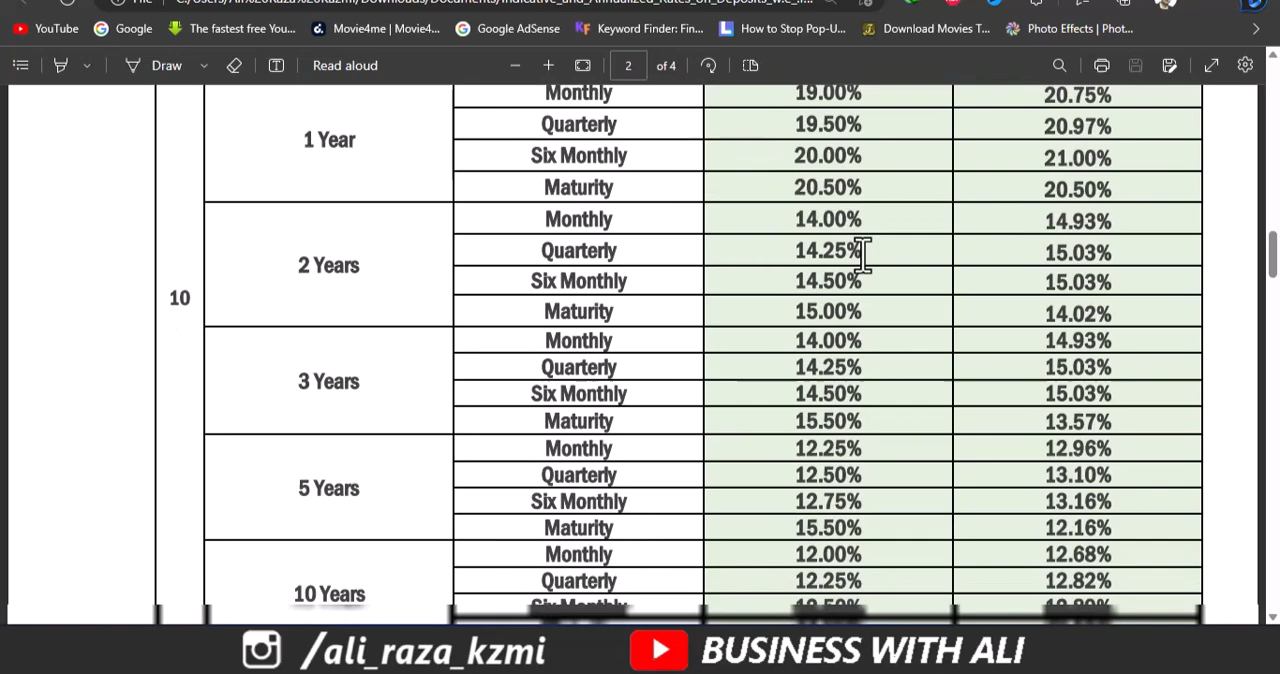 YouTube Google The fastest free You... Movie4me | Movie4... Google AdSense Keyword Finder: Fin... How to Stop Pop-U... Download Movies T... Photo Effects | Phot...
Draw Read aloud 2 of 4
Monthly 19.00% 20.75%
1 Year
Quarterly 19.50% 20.97%
Six Monthly 20.00% 21.00%
Maturity 20.50% 20.50%
Monthly 14.00% 14.93%
2 Years
Quarterly 14.25% 15.03%
Six Monthly 14.50% 15.03%
10
Maturity 15.00% 14.02%
Monthly 14.00% 14.93%
3 Years
Quarterly 14.25% 15.03%
Six Monthly 14.50% 15.03%
Maturity 15.50% 13.57%
Monthly 12.25% 12.96%
5 Years
Quarterly 12.50% 13.10%
Six Monthly 12.75% 13.16%
Maturity 15.50% 12.16%
Monthly 12.00% 12.68%
10 Years
Quarterly 12.25% 12.82%
/ali_raza_kzmi BUSINESS WITH ALI